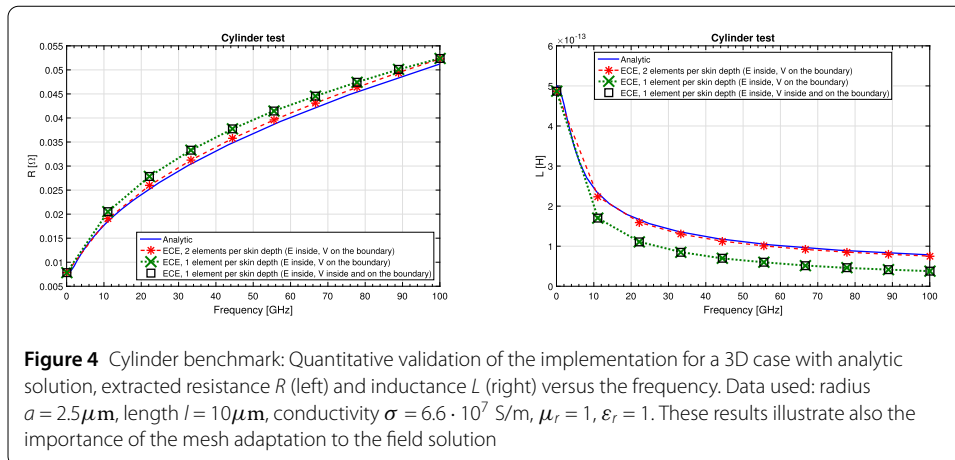 Cylinder test
0.055
0.05
0.045
0.04
0.035
0.03
0.025
0.02
0.015
0.01
0.005
R [Ω]
Analytic
ECE, 2 elements per skin depth (E inside, V on the boundary)
ECE, 1 element per skin depth (E inside, V on the boundary)
ECE, 1 element per skin depth (E inside, V inside and on the boundary)
0 10 20 30 40 50 60 70 80 90 100
Frequency [GHz]
Cylinder test
×10⁻¹³
6
5
4
3
2
1
0
L [H]
Analytic
ECE, 2 elements per skin depth (E inside, V on the boundary)
ECE, 1 element per skin depth (E inside, V on the boundary)
ECE, 1 element per skin depth (E inside, V inside and on the boundary)
0 10 20 30 40 50 60 70 80 90 100
Frequency [GHz]
Figure 4 Cylinder benchmark: Quantitative validation of the implementation for a 3D case with analytic
solution, extracted resistance R (left) and inductance L (right) versus the frequency. Data used: radius
a = 2.5μm, length l = 10μm, conductivity σ = 6.6 · 10⁷ S/m, μᵣ = 1, εᵣ = 1. These results illustrate also the
importance of the mesh adaptation to the field solution